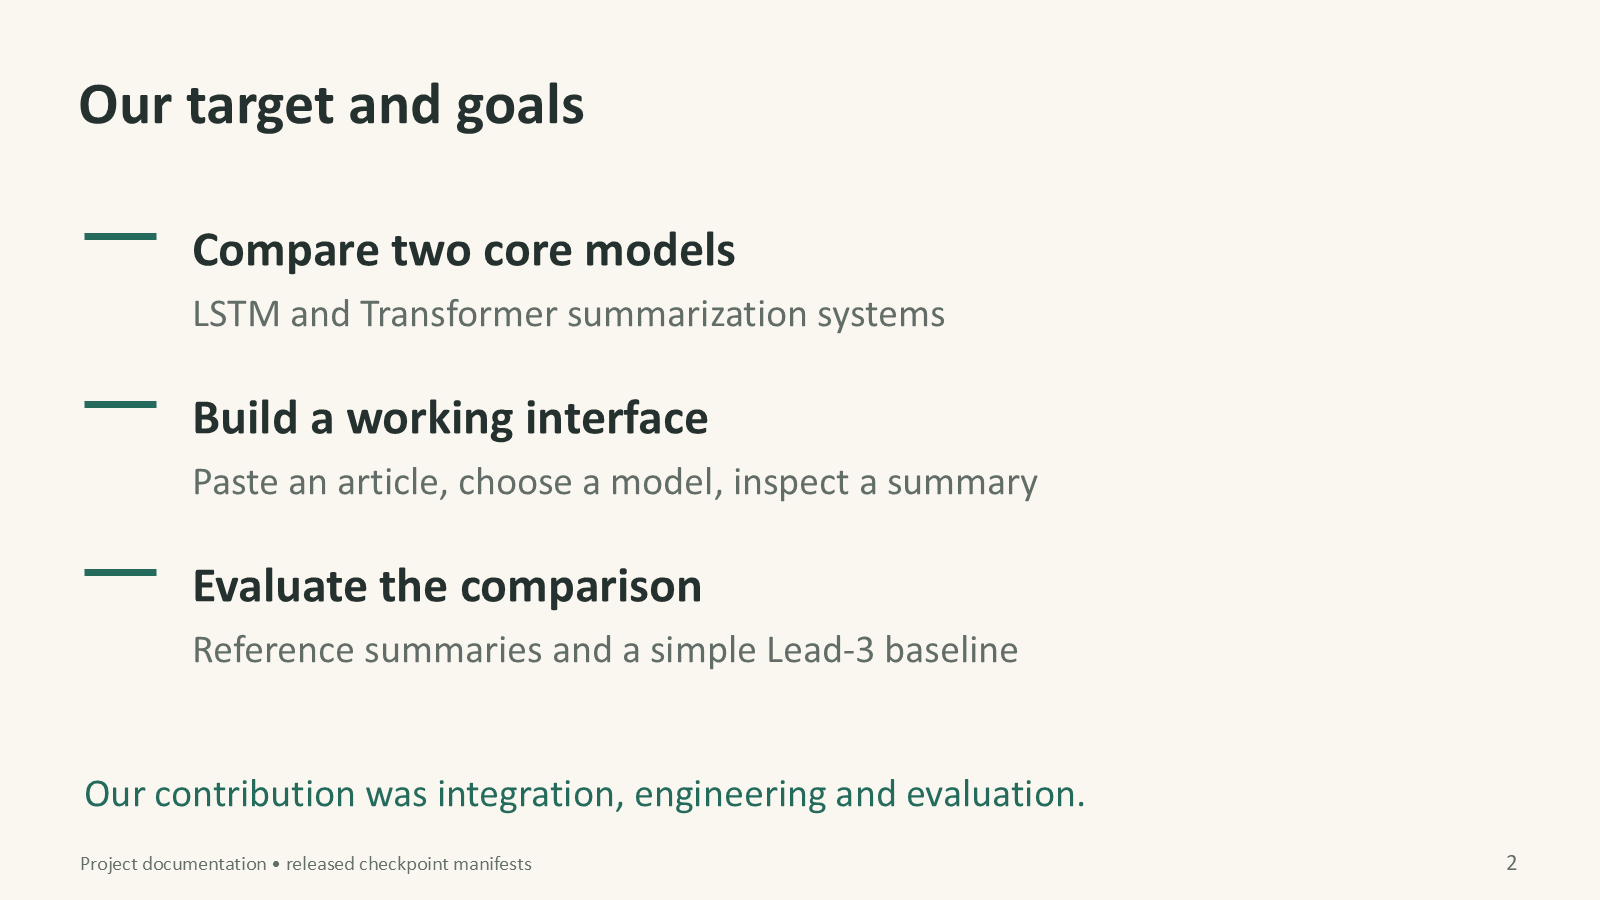 Our target and goals
Compare two core models
LSTM and Transformer summarization systems
Build a working interface
Paste an article, choose a model, inspect a summary
Evaluate the comparison
Reference summaries and a simple Lead-3 baseline
Our contribution was integration, engineering and evaluation.
Project documentation • released checkpoint manifests
2